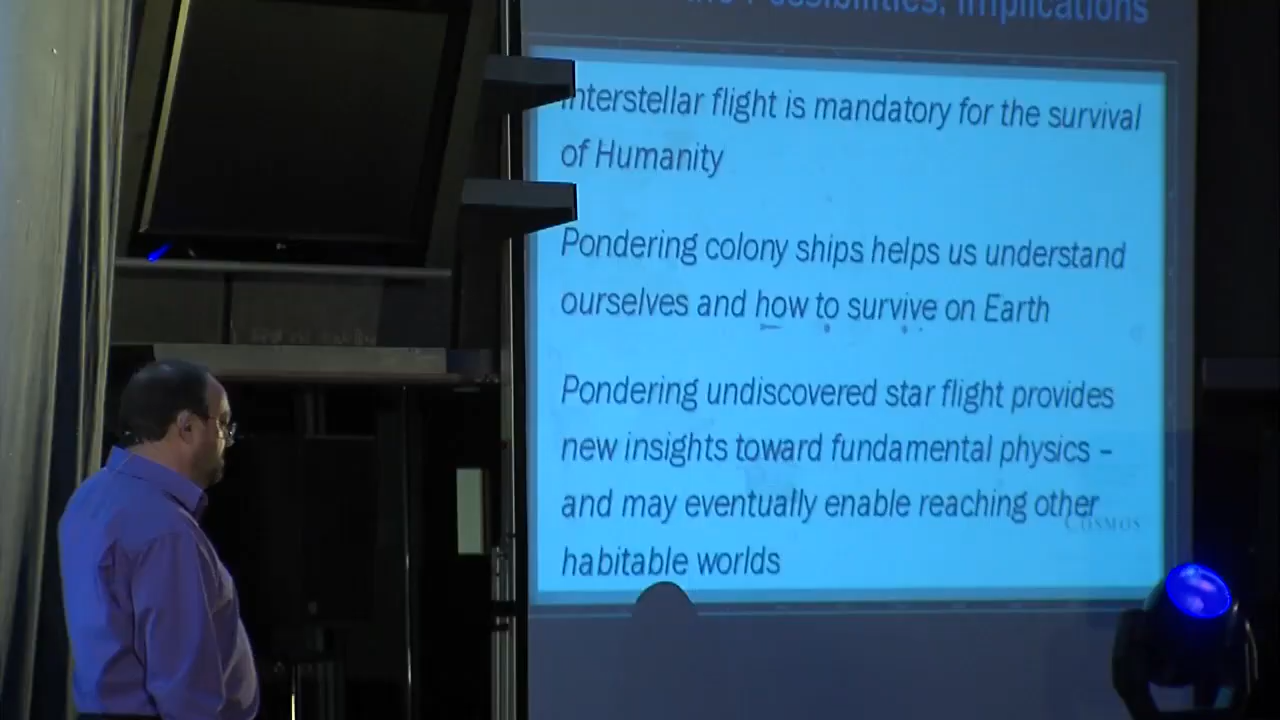 Possibilities, Implications
Interstellar flight is mandatory for the survival
of Humanity
Pondering colony ships helps us understand
ourselves and how to survive on Earth
Pondering undiscovered star flight provides
new insights toward fundamental physics –
and may eventually enable reaching other
habitable worlds
COSMOS